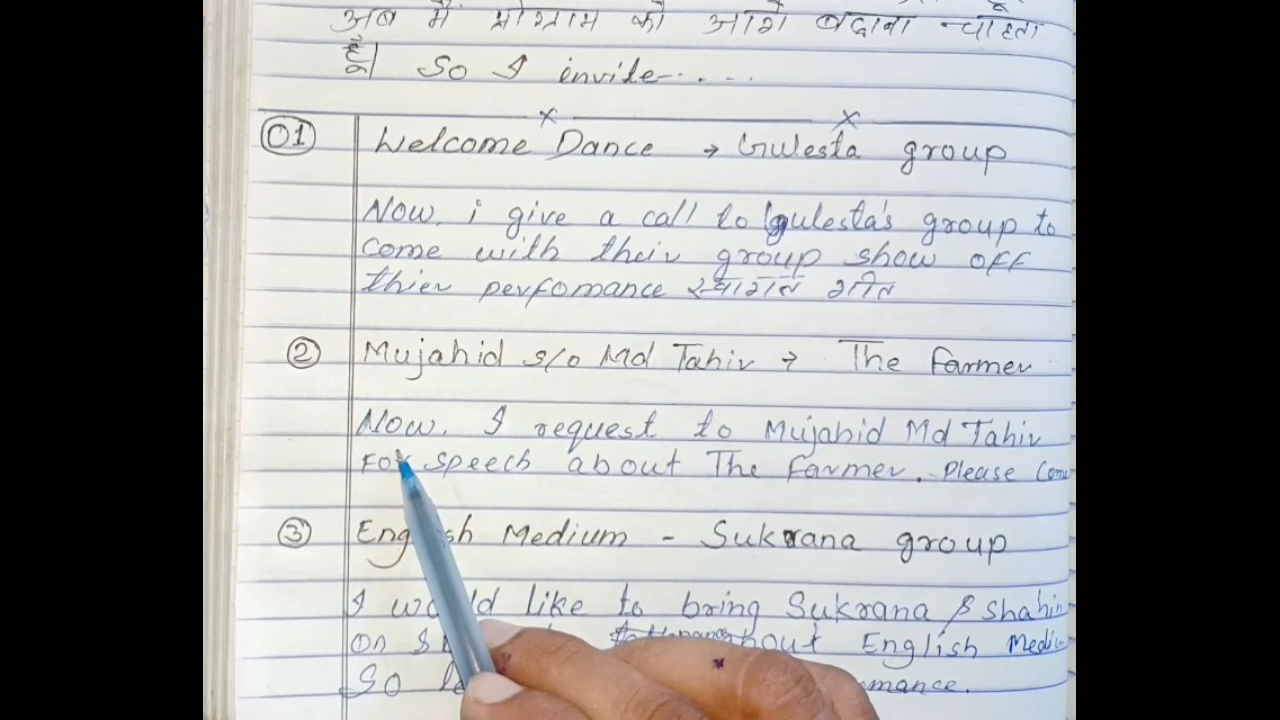 अब मैं प्रोग्राम को आगे बढ़ाना चाहता
हूँ। So I invite.....
01 Welcome Dance → Gulesta group
Now, i give a call to gulesta's group to
come with their group show off
thier perfomance स्वागत गीत
2 Mujahid s/o Md Tahir → The Farmer
Now, I request to Mujahid Md Tahir
For speech about The Farmer. Please Come
3 English Medium - Sukrana group
I would like to bring Sukrana & Shahin
on about English Medi
So